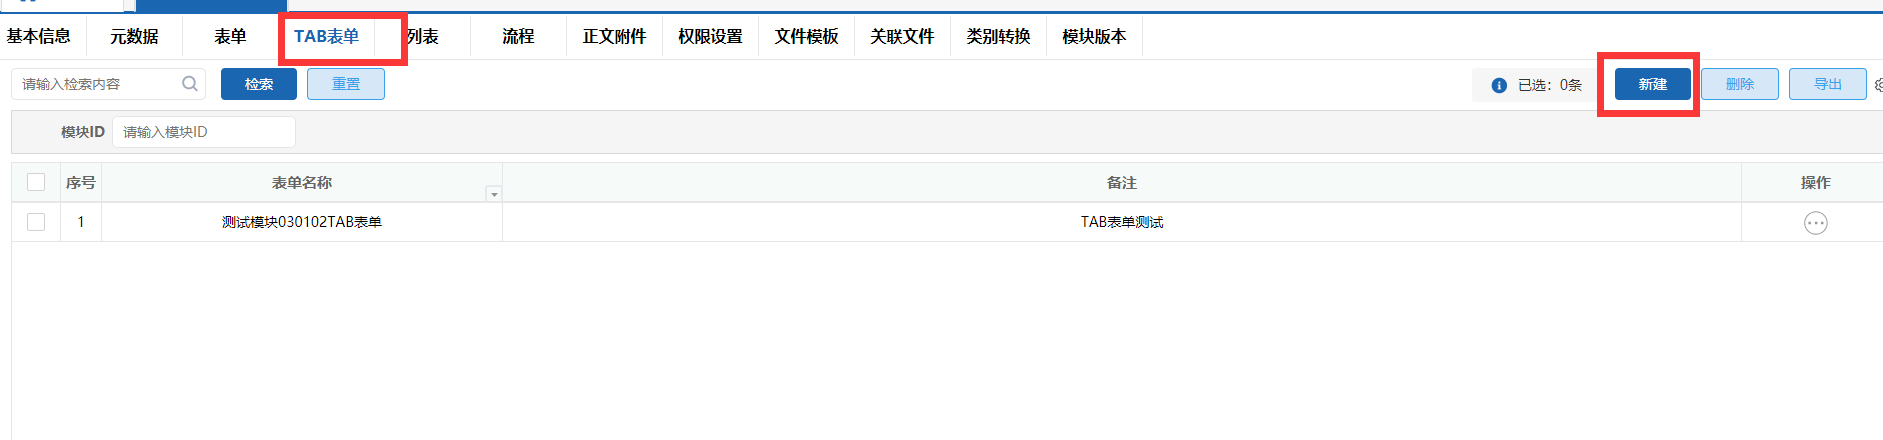 基本信息 元数据 表单 TAB表单 列表 流程 正文附件 权限设置 文件模板 关联文件 类别转换 模块版本
请输入检索内容 检索 重置 已选：0条 新建 删除 导出
模块ID 请输入模块ID
序号 表单名称 备注 操作
1 测试模块030102TAB表单 TAB表单测试